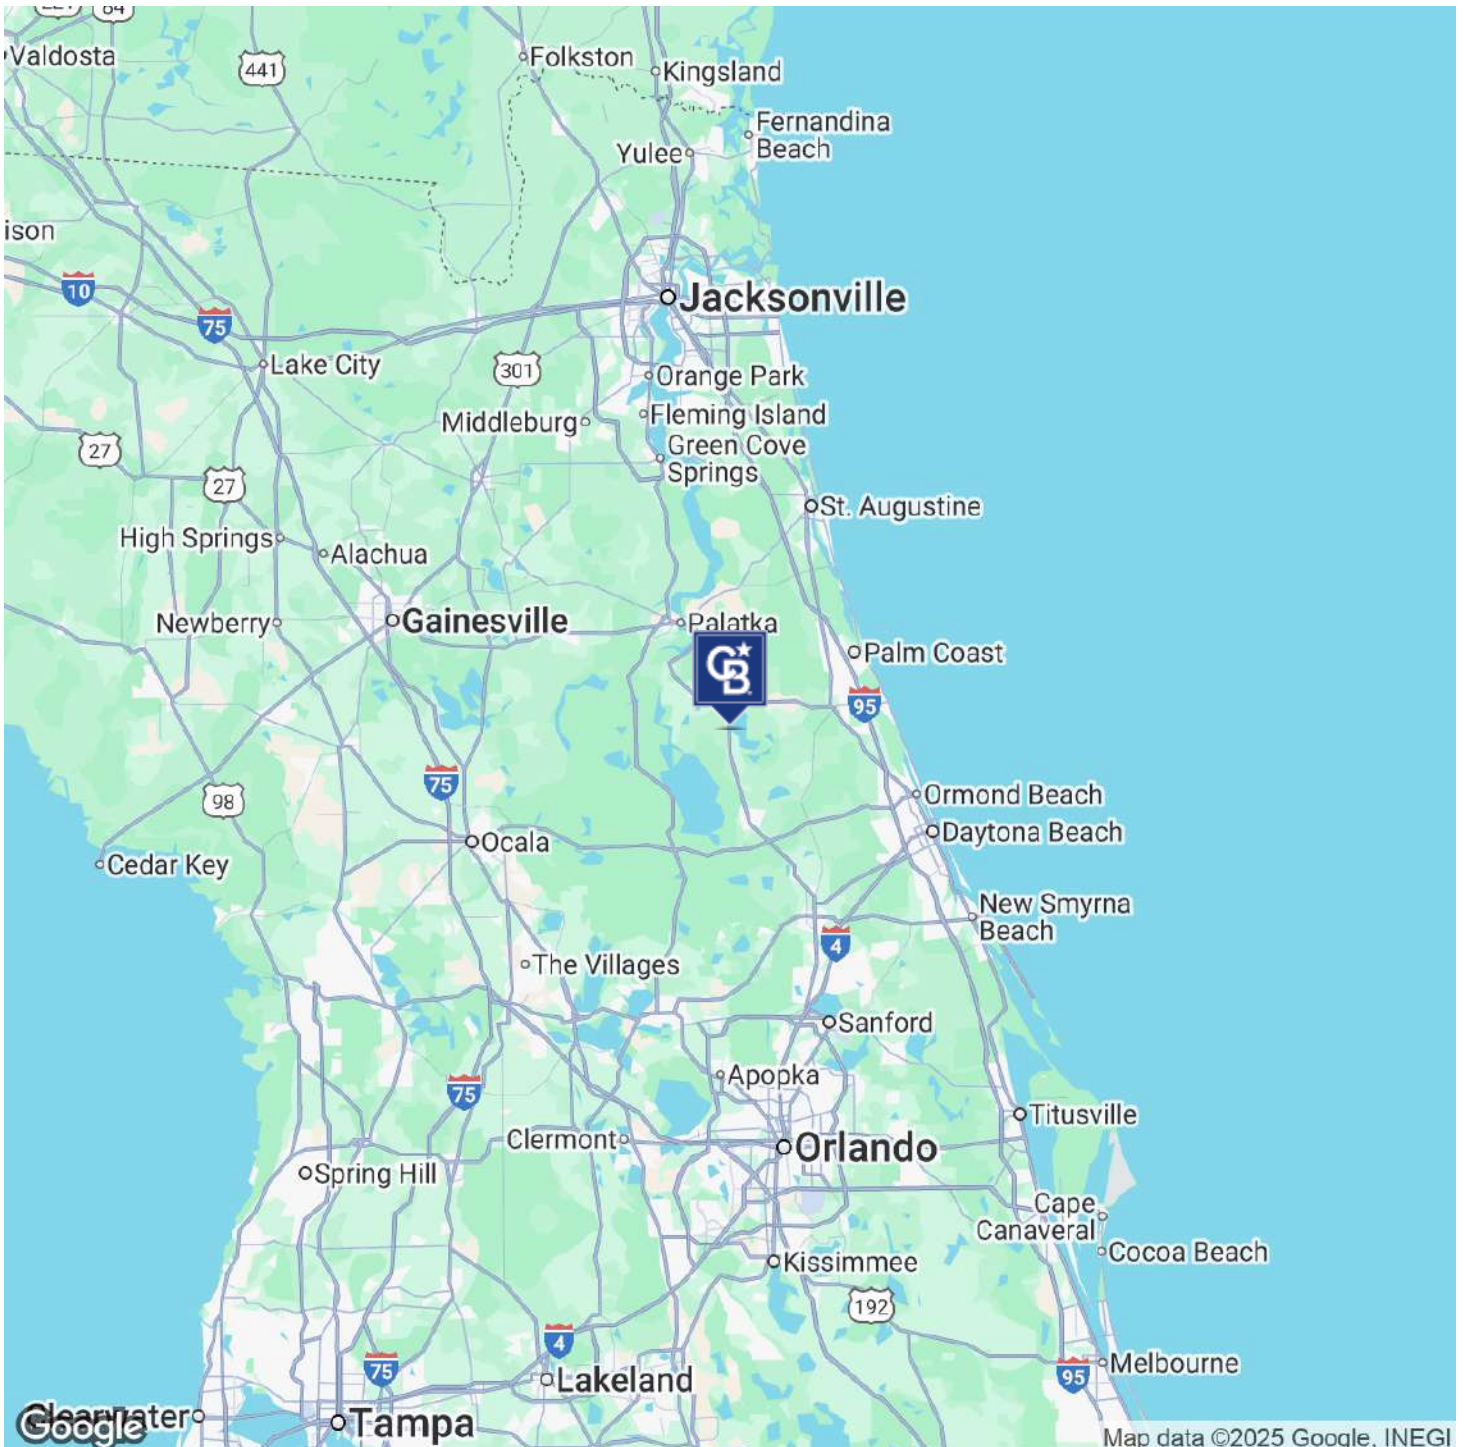 221
84
Valdosta
441
Folkston
Kingsland
Fernandina
Beach
Yulee
ison
10
75
Jacksonville
Lake City
301
Orange Park
Middleburg
Fleming Island
27
Green Cove
Springs
27
St. Augustine
High Springs
Alachua
Newberry
Gainesville
Palatka
CB
Palm Coast
95
75
98
Ormond Beach
Daytona Beach
Ocala
Cedar Key
New Smyrna
Beach
4
The Villages
Sanford
Apopka
75
Titusville
Clermont
Orlando
Spring Hill
Cape
Canaveral
Cocoa Beach
Kissimmee
192
4
75
Melbourne
95
Lakeland
Clearwater
Google
Tampa
Map data ©2025 Google, INEGI